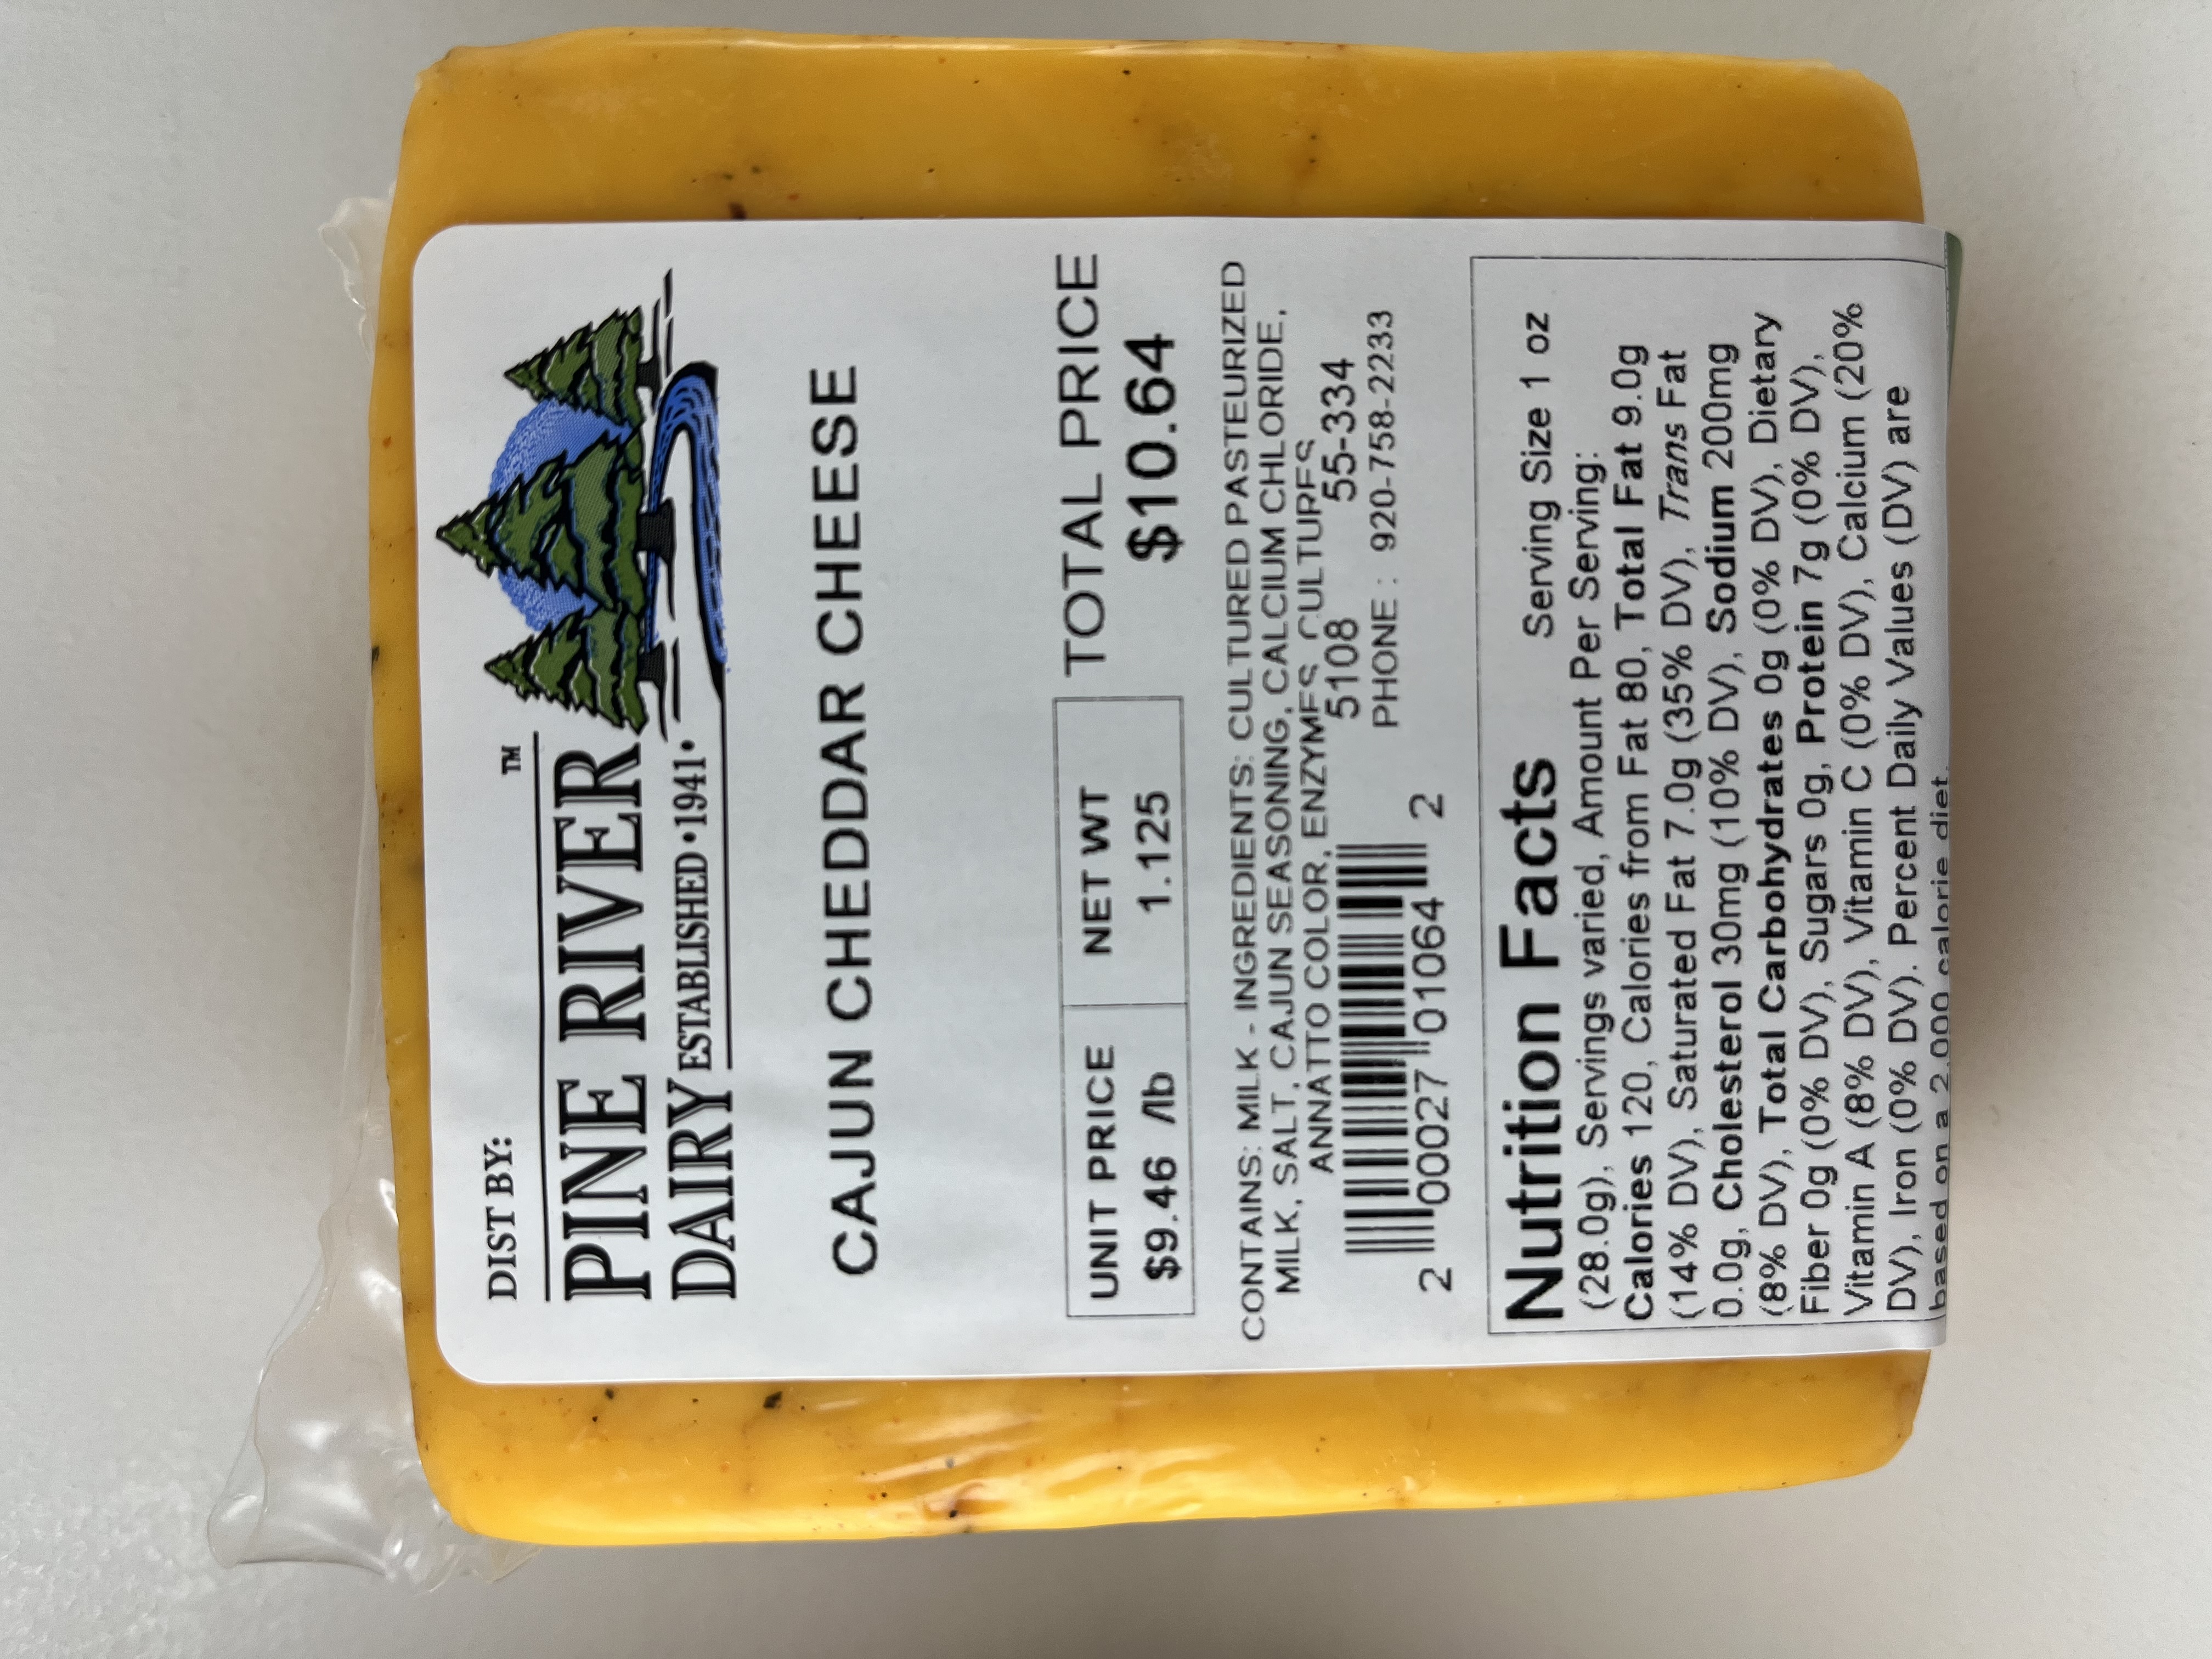 DIST BY:
PINE RIVER™
DAIRY ESTABLISHED • 1941 •
CAJUN CHEDDAR CHEESE
UNIT PRICE NET WT TOTAL PRICE
$9.46 /lb 1.125 $10.64
CONTAINS: MILK - INGREDIENTS: CULTURED PASTEURIZED
MILK, SALT, CAJUN SEASONING, CALCIUM CHLORIDE,
ANNATTO COLOR, ENZYMES, CULTURES
5108 55-334
PHONE : 920-758-2233
2 00027 01064 2
Nutrition Facts Serving Size 1 oz
(28.0g), Servings varied, Amount Per Serving:
Calories 120, Calories from Fat 80, Total Fat 9.0g
(14% DV), Saturated Fat 7.0g (35% DV), Trans Fat
0.0g, Cholesterol 30mg (10% DV), Sodium 200mg
(8% DV), Total Carbohydrates 0g (0% DV), Dietary
Fiber 0g (0% DV), Sugars 0g, Protein 7g (0% DV),
Vitamin A (8% DV), Vitamin C (0% DV), Calcium (20%
DV), Iron (0% DV). Percent Daily Values (DV) are
based on a 2,000 calorie diet.